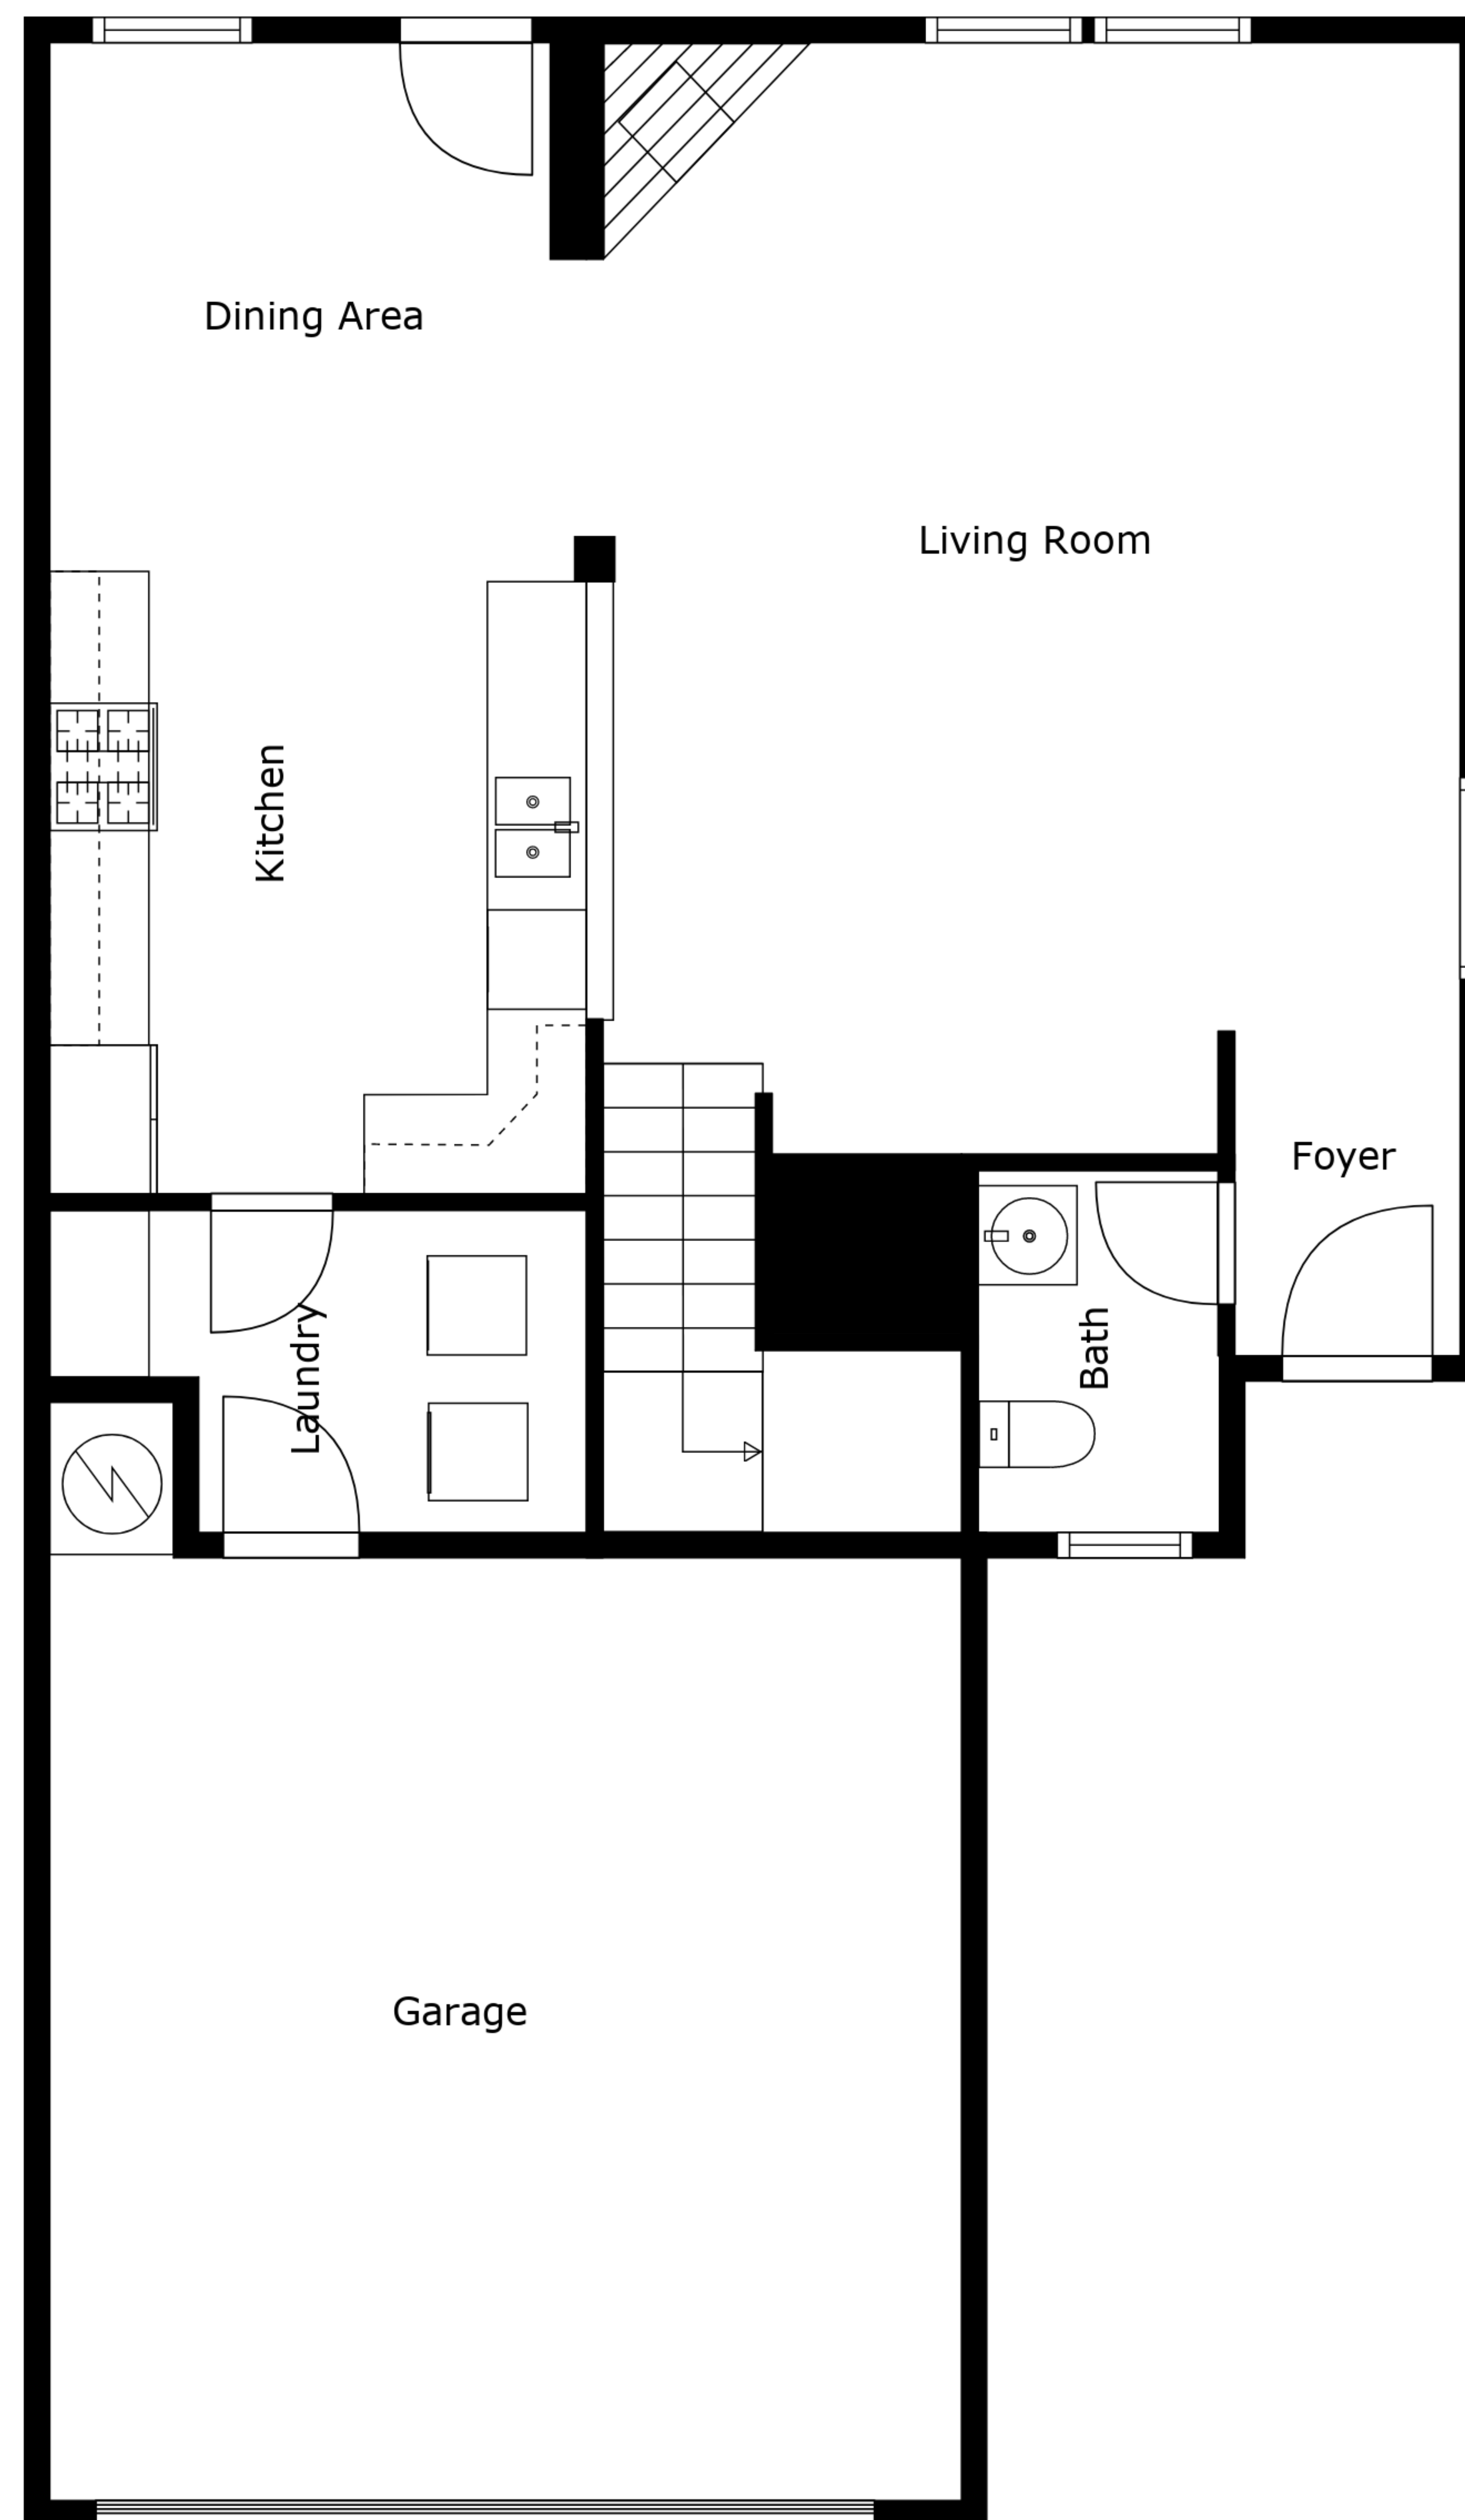 Dining Area
Living Room
Kitchen
Foyer
Laundry
Bath
Garage